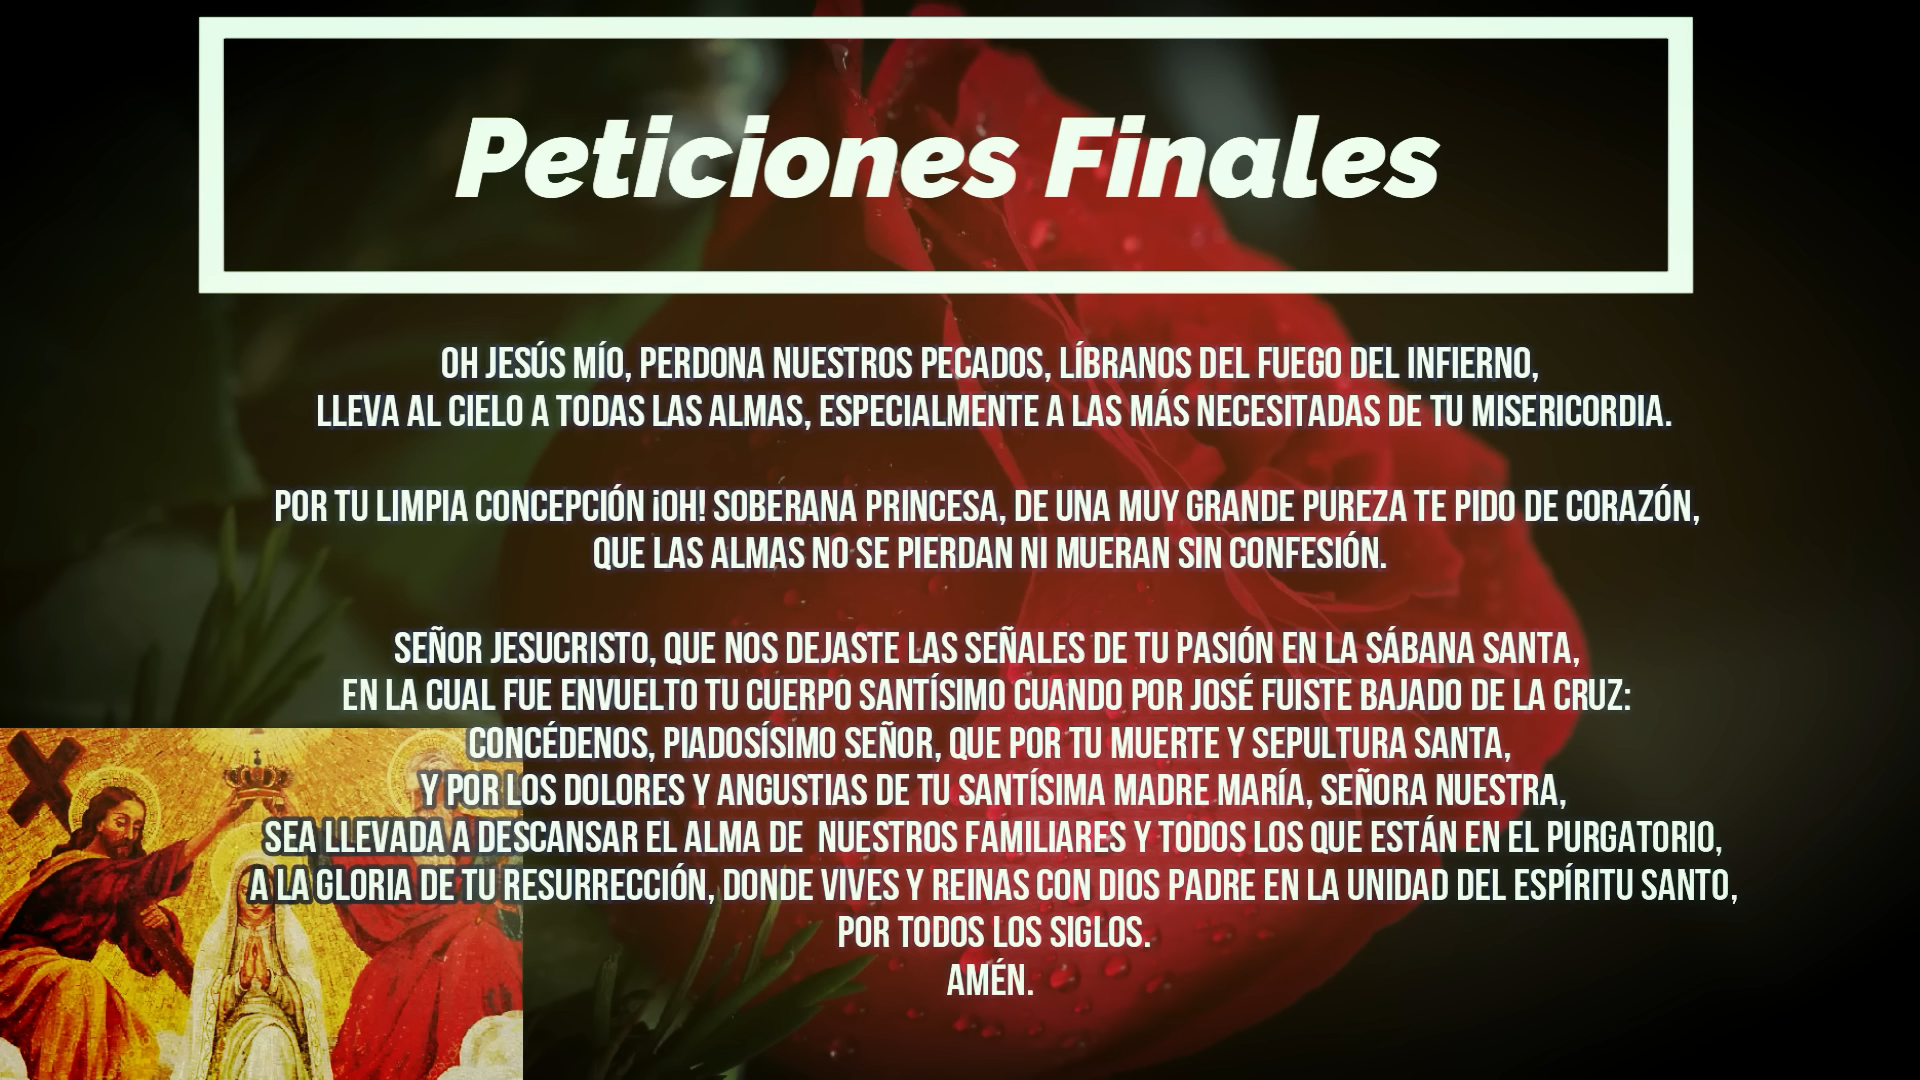 Peticiones Finales
OH JESÚS MÍO, PERDONA NUESTROS PECADOS, LÍBRANOS DEL FUEGO DEL INFIERNO,
LLEVA AL CIELO A TODAS LAS ALMAS, ESPECIALMENTE A LAS MÁS NECESITADAS DE TU MISERICORDIA.
POR TU LIMPIA CONCEPCIÓN ¡OH! SOBERANA PRINCESA, DE UNA MUY GRANDE PUREZA TE PIDO DE CORAZÓN,
QUE LAS ALMAS NO SE PIERDAN NI MUERAN SIN CONFESIÓN.
SEÑOR JESUCRISTO, QUE NOS DEJASTE LAS SEÑALES DE TU PASIÓN EN LA SÁBANA SANTA,
EN LA CUAL FUE ENVUELTO TU CUERPO SANTÍSIMO CUANDO POR JOSÉ FUISTE BAJADO DE LA CRUZ:
CONCÉDENOS, PIADOSÍSIMO SEÑOR, QUE POR TU MUERTE Y SEPULTURA SANTA,
Y POR LOS DOLORES Y ANGUSTIAS DE TU SANTÍSIMA MADRE MARÍA, SEÑORA NUESTRA,
SEA LLEVADA A DESCANSAR EL ALMA DE NUESTROS FAMILIARES Y TODOS LOS QUE ESTÁN EN EL PURGATORIO,
A LA GLORIA DE TU RESURRECCIÓN, DONDE VIVES Y REINAS CON DIOS PADRE EN LA UNIDAD DEL ESPÍRITU SANTO,
POR TODOS LOS SIGLOS.
AMÉN.